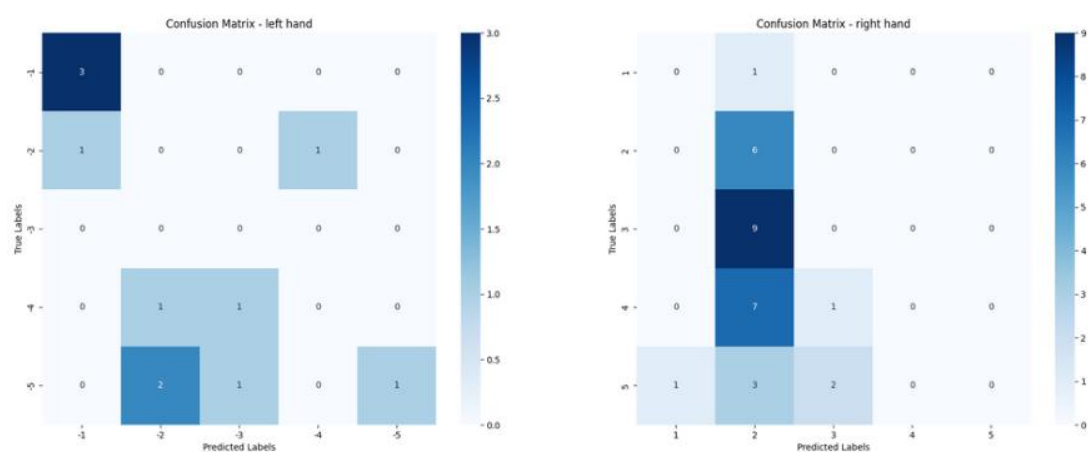 Confusion Matrix - left hand
True Labels
-1 3 0 0 0 0
-2 1 0 0 1 0
-3 0 0 0 0 0
-4 0 1 1 0 0
-5 0 2 1 0 1
-1 -2 -3 -4 -5
Predicted Labels
3.0
2.5
2.0
1.5
1.0
0.5
0.0
Confusion Matrix - right hand
True Labels
1 0 1 0 0 0
2 0 6 0 0 0
3 0 9 0 0 0
4 0 7 1 0 0
5 1 3 2 0 0
1 2 3 4 5
Predicted Labels
9
8
7
6
5
4
3
2
1
0